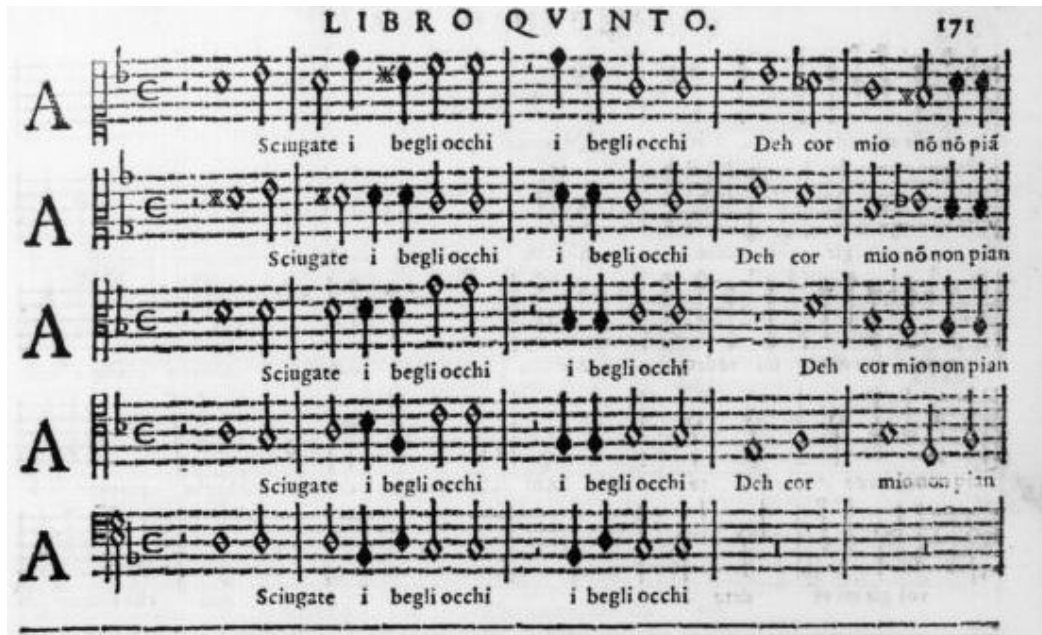 LIBRO QVINTO. 171
A
Sciugate i begli occhi i begli occhi Deh cor mio nō nō piā
A
Sciugate i begli occhi i begli occhi Deh cor mio nō non pian
A
Sciugate i begli occhi i begli occhi Deh cor mio non pian
A
Sciugate i begli occhi i begli occhi Deh cor mio non pian
A
Sciugate i begli occhi i begli occhi